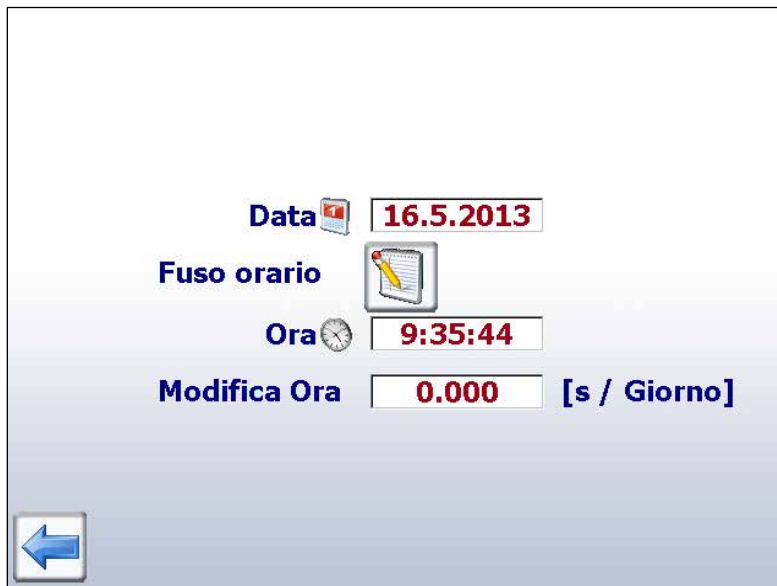 Data 16.5.2013
Fuso orario
Ora 9:35:44
Modifica Ora 0.000 [s / Giorno]